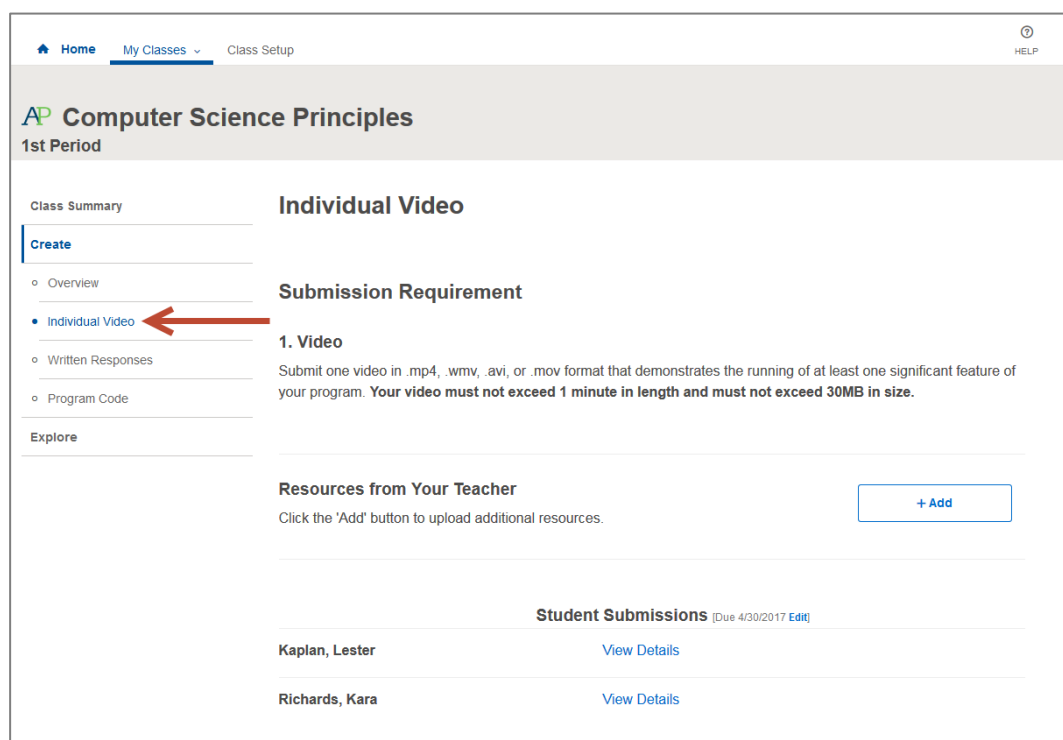 Home My Classes Class Setup
HELP
AP Computer Science Principles
1st Period
Class Summary
Create
Overview
Individual Video
Written Responses
Program Code
Explore
Individual Video
Submission Requirement
1. Video
Submit one video in .mp4, .wmv, .avi, or .mov format that demonstrates the running of at least one significant feature of
your program. Your video must not exceed 1 minute in length and must not exceed 30MB in size.
Resources from Your Teacher
Click the 'Add' button to upload additional resources.
+ Add
Student Submissions [Due 4/30/2017 Edit]
Kaplan, Lester View Details
Richards, Kara View Details